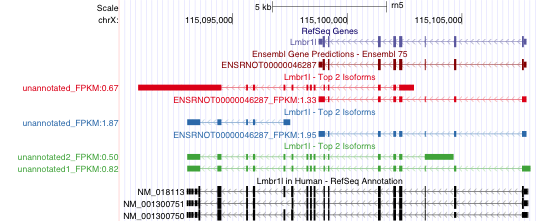 Scale 5 kb rn5
chrX: 115,095,000 115,100,000 115,105,000
RefSeq Genes
Lmbr1l
Ensembl Gene Predictions - Ensembl 75
ENSRNOT00000046287
Lmbr1l - Top 2 Isoforms
unannotated_FPKM:0.67
ENSRNOT00000046287_FPKM:1.33
Lmbr1l - Top 2 Isoforms
unannotated_FPKM:1.87
ENSRNOT00000046287_FPKM:1.95
Lmbr1l - Top 2 Isoforms
unannotated2_FPKM:0.50
unannotated1_FPKM:0.82
Lmbr1l in Human - RefSeq Annotation
NM_018113
NM_001300751
NM_001300750